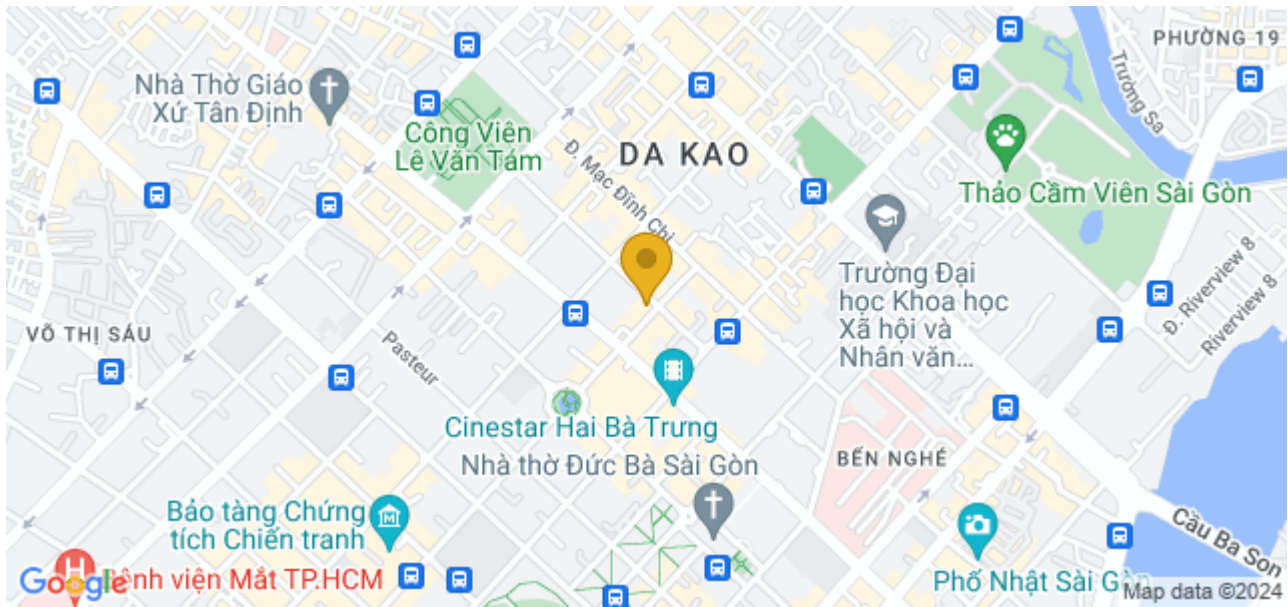 PHƯỜNG 19
Nhà Thờ Giáo
Xứ Tân Định
Trường Sa
Công Viên
Lê Văn Tám
DA KAO
Đ. Mạc Đĩnh Chi
Thảo Cầm Viên Sài Gòn
Trường Đại
học Khoa học
Xã hội và
Nhân văn...
Đ. Riverview 8
Riverview 8
VÕ THỊ SÁU
Pasteur
Cinestar Hai Bà Trưng
Nhà thờ Đức Bà Sài Gòn
BẾN NGHÉ
Bảo tàng Chứng
tích Chiến tranh
M
Cầu Ba Son
H
Bệnh viện Mắt TP.HCM
Google
Phố Nhật Sài Gòn
Map data ©2024